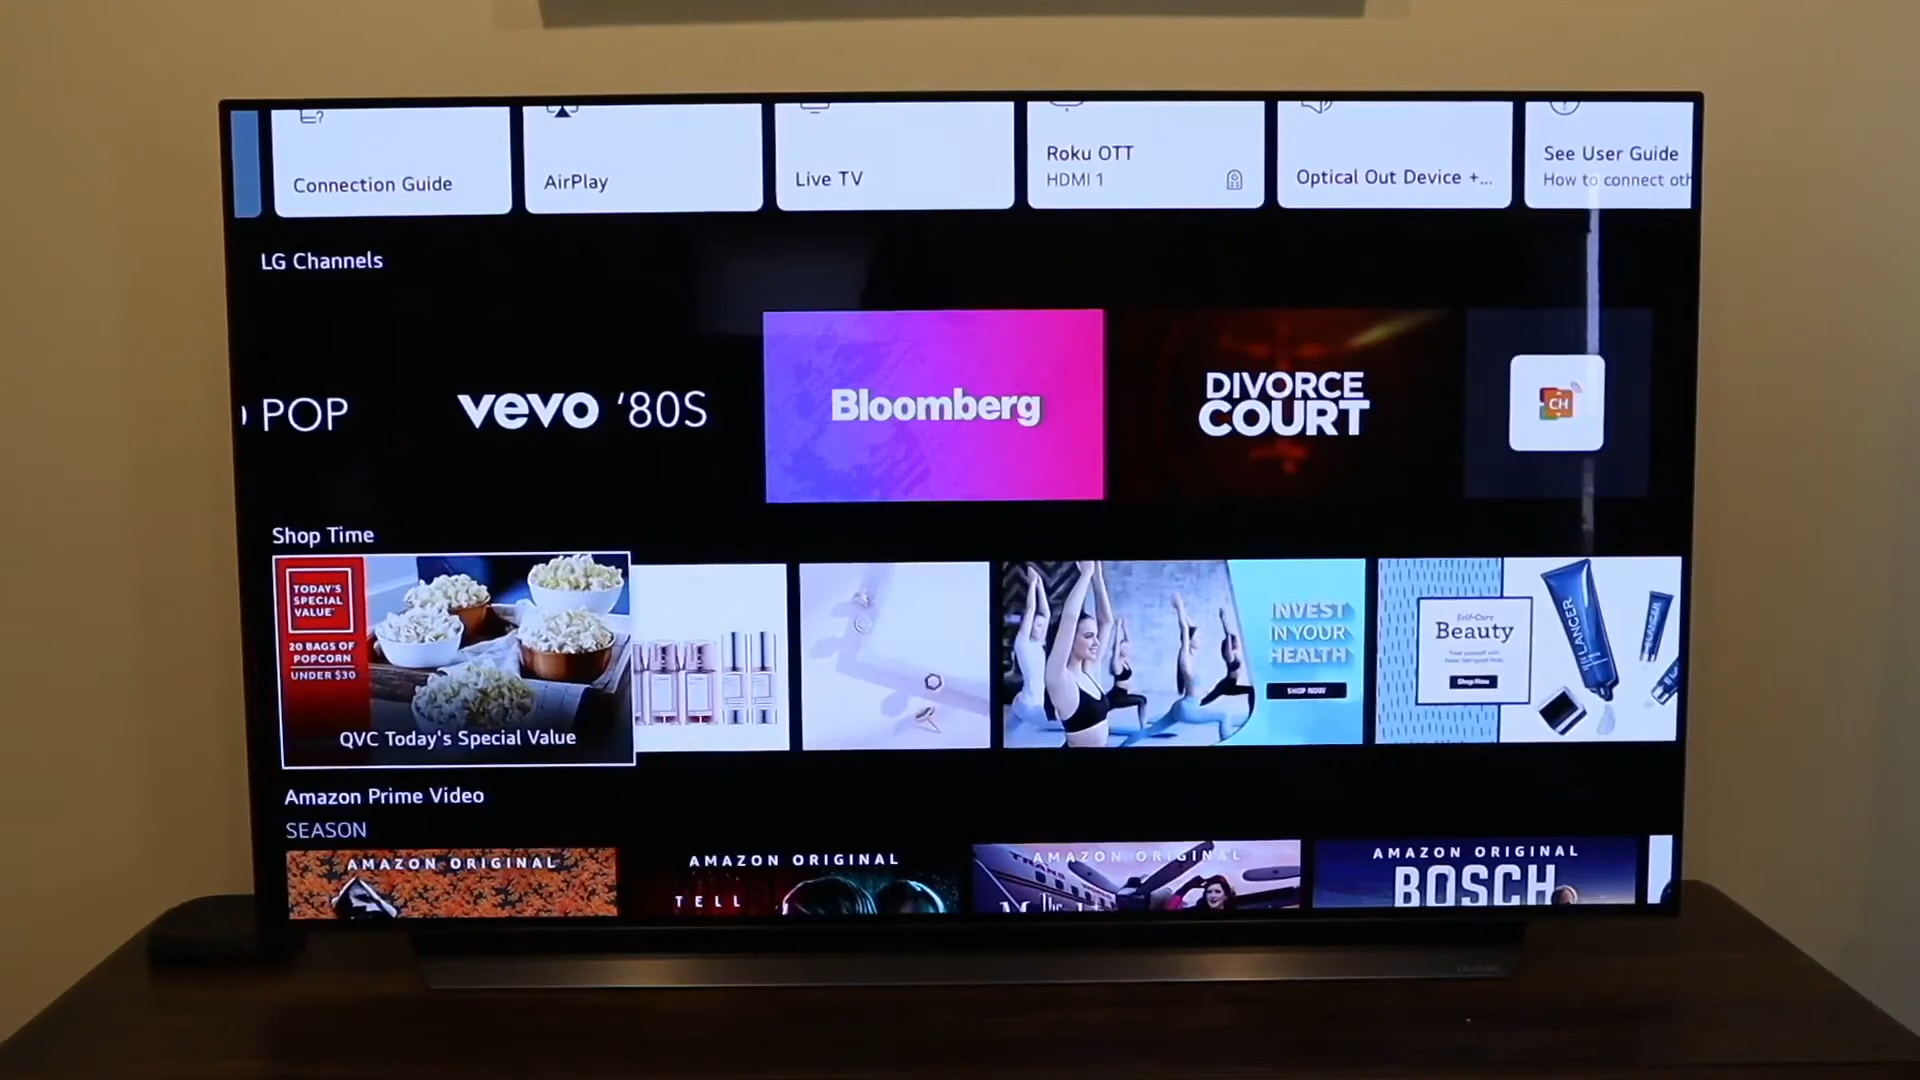 Connection Guide
AirPlay
Live TV
Roku OTT
HDMI 1
Optical Out Device +...
See User Guide
How to connect oth
LG Channels
POP
vevo '80S
Bloomberg
DIVORCE
COURT
CH
Shop Time
TODAY'S
SPECIAL
VALUE
20 BAGS OF
POPCORN
UNDER $30
QVC Today's Special Value
INVEST
IN YOUR
HEALTH
SHOP NOW
Self-Care
Beauty
Shop Now
LANCER
Amazon Prime Video
SEASON
AMAZON ORIGINAL
AMAZON ORIGINAL
TELL
AMAZON ORIGINAL
AMAZON ORIGINAL
BOSCH